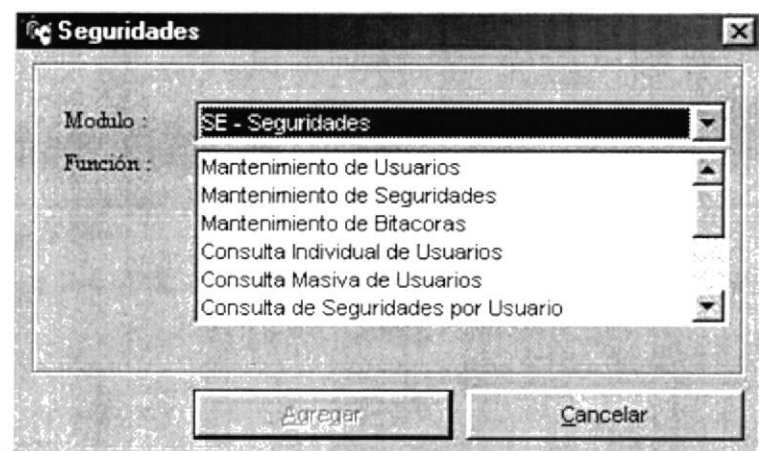 Seguridades
Modulo : SE - Seguridades
Función : Mantenimiento de Usuarios
Mantenimiento de Seguridades
Mantenimiento de Bitacoras
Consulta Individual de Usuarios
Consulta Masiva de Usuarios
Consulta de Seguridades por Usuario
Agregar Cancelar